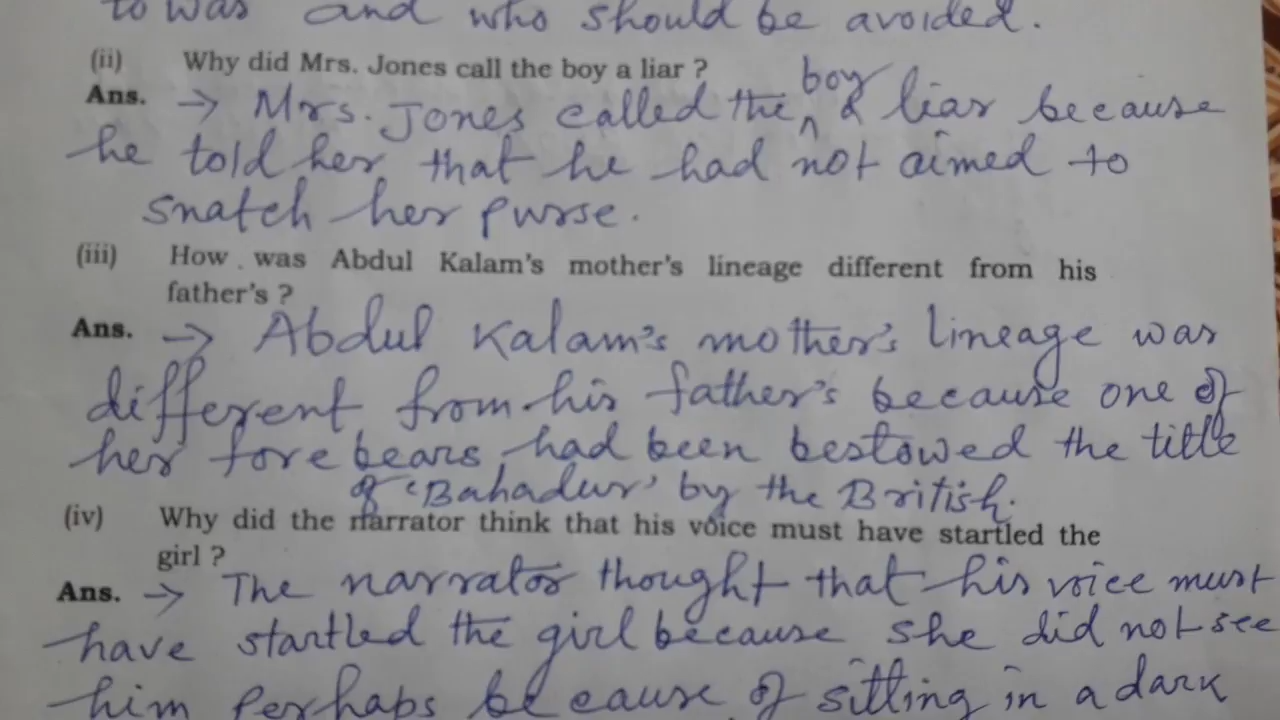 to was and who should be avoided.
(ii) Why did Mrs. Jones call the boy a liar ?
Ans. → Mrs. Jones called the boy a liar because
he told her that he had not aimed to
snatch her purse.
(iii) How was Abdul Kalam's mother's lineage different from his
father's ?
Ans. → Abdul Kalam's mother's lineage was
different from his father's because one of
her forebears had been bestowed the title
of 'Bahadur' by the British.
(iv) Why did the narrator think that his voice must have startled the
girl ?
Ans. → The narrator thought that his voice must
have startled the girl because she did not see
him perhaps because of sitting in a dark